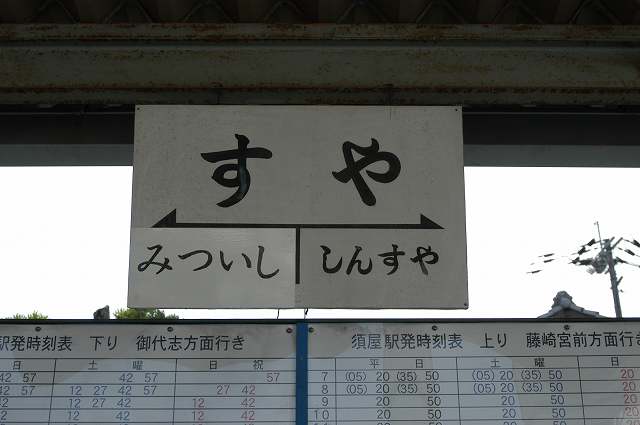 すや
みついし しんすや
駅発時刻表 下り 御代志方面行き
土 曜 日 祝
42 57 42 57 57
42 57 12 27 42 57 27 42
42 12 27 42 12 42
12 12 42 12 42
須屋駅発時刻表 上り 藤崎宮前方面行き
平 日 土 曜 日
7 (05) 20 (35) 50 (05) 20 (35) 50 20
8 (05) 20 (35) 50 (05) 20 (35) 50 20
9 20 50 20 50 20
10 20 50 20 50 20